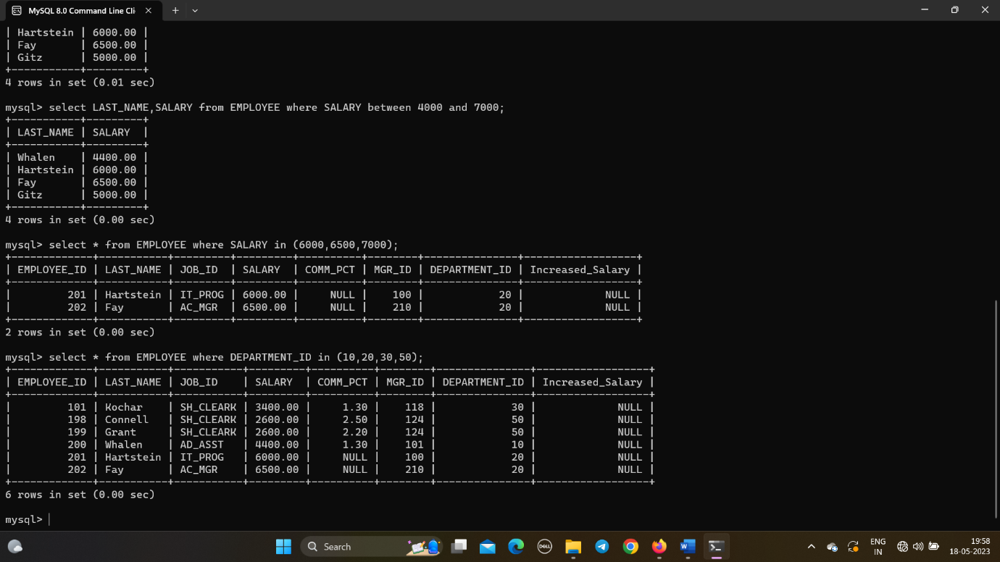 MySQL 8.0 Command Line Cli
| Hartstein | 6000.00 |
| Fay       | 6500.00 |
| Gitz      | 5000.00 |
+-----------+---------+
4 rows in set (0.01 sec)
mysql> select LAST_NAME,SALARY from EMPLOYEE where SALARY between 4000 and 7000;
+-----------+---------+
| LAST_NAME | SALARY  |
+-----------+---------+
| Whalen    | 4400.00 |
| Hartstein | 6000.00 |
| Fay       | 6500.00 |
| Gitz      | 5000.00 |
+-----------+---------+
4 rows in set (0.00 sec)
mysql> select * from EMPLOYEE where SALARY in (6000,6500,7000);
+-------------+-----------+---------+---------+----------+--------+---------------+------------------+
| EMPLOYEE_ID | LAST_NAME | JOB_ID  | SALARY  | COMM_PCT | MGR_ID | DEPARTMENT_ID | Increased_Salary |
+-------------+-----------+---------+---------+----------+--------+---------------+------------------+
|         201 | Hartstein | IT_PROG | 6000.00 |     NULL |    100 |            20 |             NULL |
|         202 | Fay       | AC_MGR  | 6500.00 |     NULL |    210 |            20 |             NULL |
+-------------+-----------+---------+---------+----------+--------+---------------+------------------+
2 rows in set (0.00 sec)
mysql> select * from EMPLOYEE where DEPARTMENT_ID in (10,20,30,50);
+-------------+-----------+-----------+---------+----------+--------+---------------+------------------+
| EMPLOYEE_ID | LAST_NAME | JOB_ID    | SALARY  | COMM_PCT | MGR_ID | DEPARTMENT_ID | Increased_Salary |
+-------------+-----------+-----------+---------+----------+--------+---------------+------------------+
|         101 | Kochar    | SH_CLEARK | 3400.00 |     1.30 |    118 |            30 |             NULL |
|         198 | Connell   | SH_CLEARK | 2600.00 |     2.50 |    124 |            50 |             NULL |
|         199 | Grant     | SH_CLEARK | 2600.00 |     2.20 |    124 |            50 |             NULL |
|         200 | Whalen    | AD_ASST   | 4400.00 |     1.30 |    101 |            10 |             NULL |
|         201 | Hartstein | IT_PROG   | 6000.00 |     NULL |    100 |            20 |             NULL |
|         202 | Fay       | AC_MGR    | 6500.00 |     NULL |    210 |            20 |             NULL |
+-------------+-----------+-----------+---------+----------+--------+---------------+------------------+
6 rows in set (0.00 sec)
mysql>
Search
DELL
ENG
IN
19:58
18-05-2023